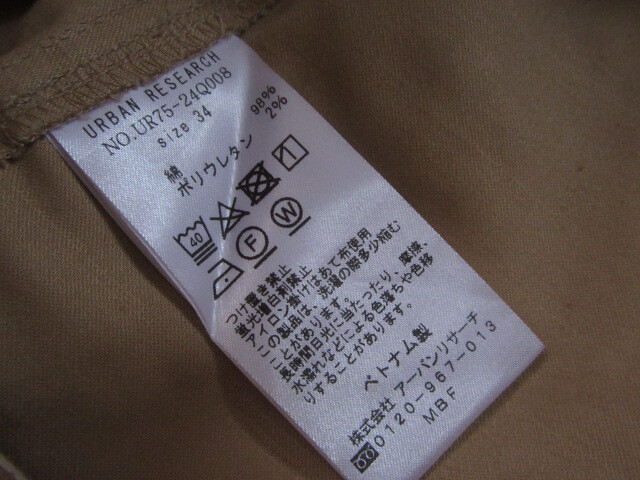 URBAN RESEARCH
NO.UR75-24Q008
size 34
綿 98%
ポリウレタン 2%
40
F W
つけ置き禁止
蛍光増白剤禁止
アイロン掛けはあて布使用
この製品は、洗濯の際多少縮む
ことがあります。
長時間日光に当たったり、摩擦、
水濡れなどによる色落ちや色移
りすることがあります。
ベトナム製
株式会社 アーバンリサーチ
0120-967-013
MBF